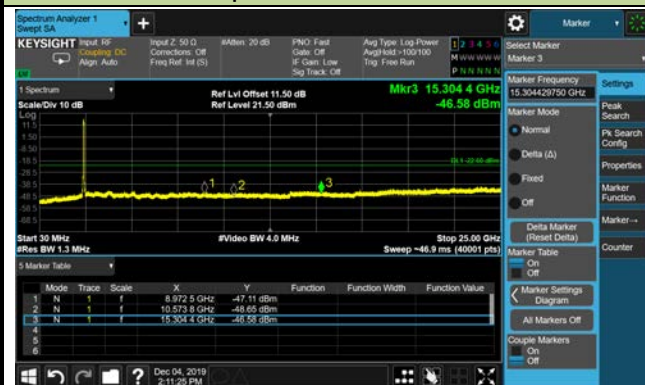 Spectrum Analyzer 1
Swept SA
Marker
KEYSIGHT
Input: RF
Coupling: DC
Align: Auto
Input Z: 50 Ω
Corrections: Off
Freq Ref: Int (S)
#Atten: 20 dB
PNO: Fast
Gate: Off
IF Gain: Low
Sig Track: Off
Avg Type: Log-Power
Avg|Hold:>100/100
Trig: Free Run
1 2 3 4 5 6
M W W W W W
P N N N N N
Select Marker
Marker 3
1 Spectrum
Scale/Div 10 dB
Log
Ref Lvl Offset 11.50 dB
Ref Level 21.50 dBm
Mkr3 15.304 4 GHz
-46.58 dBm
11.5
1.50
-8.50
-18.5
-28.5
-38.5
-48.5
-58.5
-68.5
1
2
3
Start 30 MHz
#Res BW 1.3 MHz
#Video BW 4.0 MHz
Stop 25.00 GHz
Sweep ~46.9 ms (40001 pts)
5 Marker Table
Mode Trace Scale X Y Function Function Width Function Value
1 N 1 f 8.972 5 GHz -47.11 dBm
2 N 1 f 10.573 8 GHz -48.65 dBm
3 N 1 f 15.304 4 GHz -46.58 dBm
4
5
6
Marker Frequency
15.304429750 GHz
Marker Mode
Normal
Delta (Δ)
Fixed
Off
Delta Marker
(Reset Delta)
Marker Table
On
Off
Marker Settings
Diagram
All Markers Off
Couple Markers
On
Off
Settings
Peak
Search
Pk Search
Config
Properties
Marker
Function
Marker→
Counter
Dec 04, 2019
2:11:25 PM